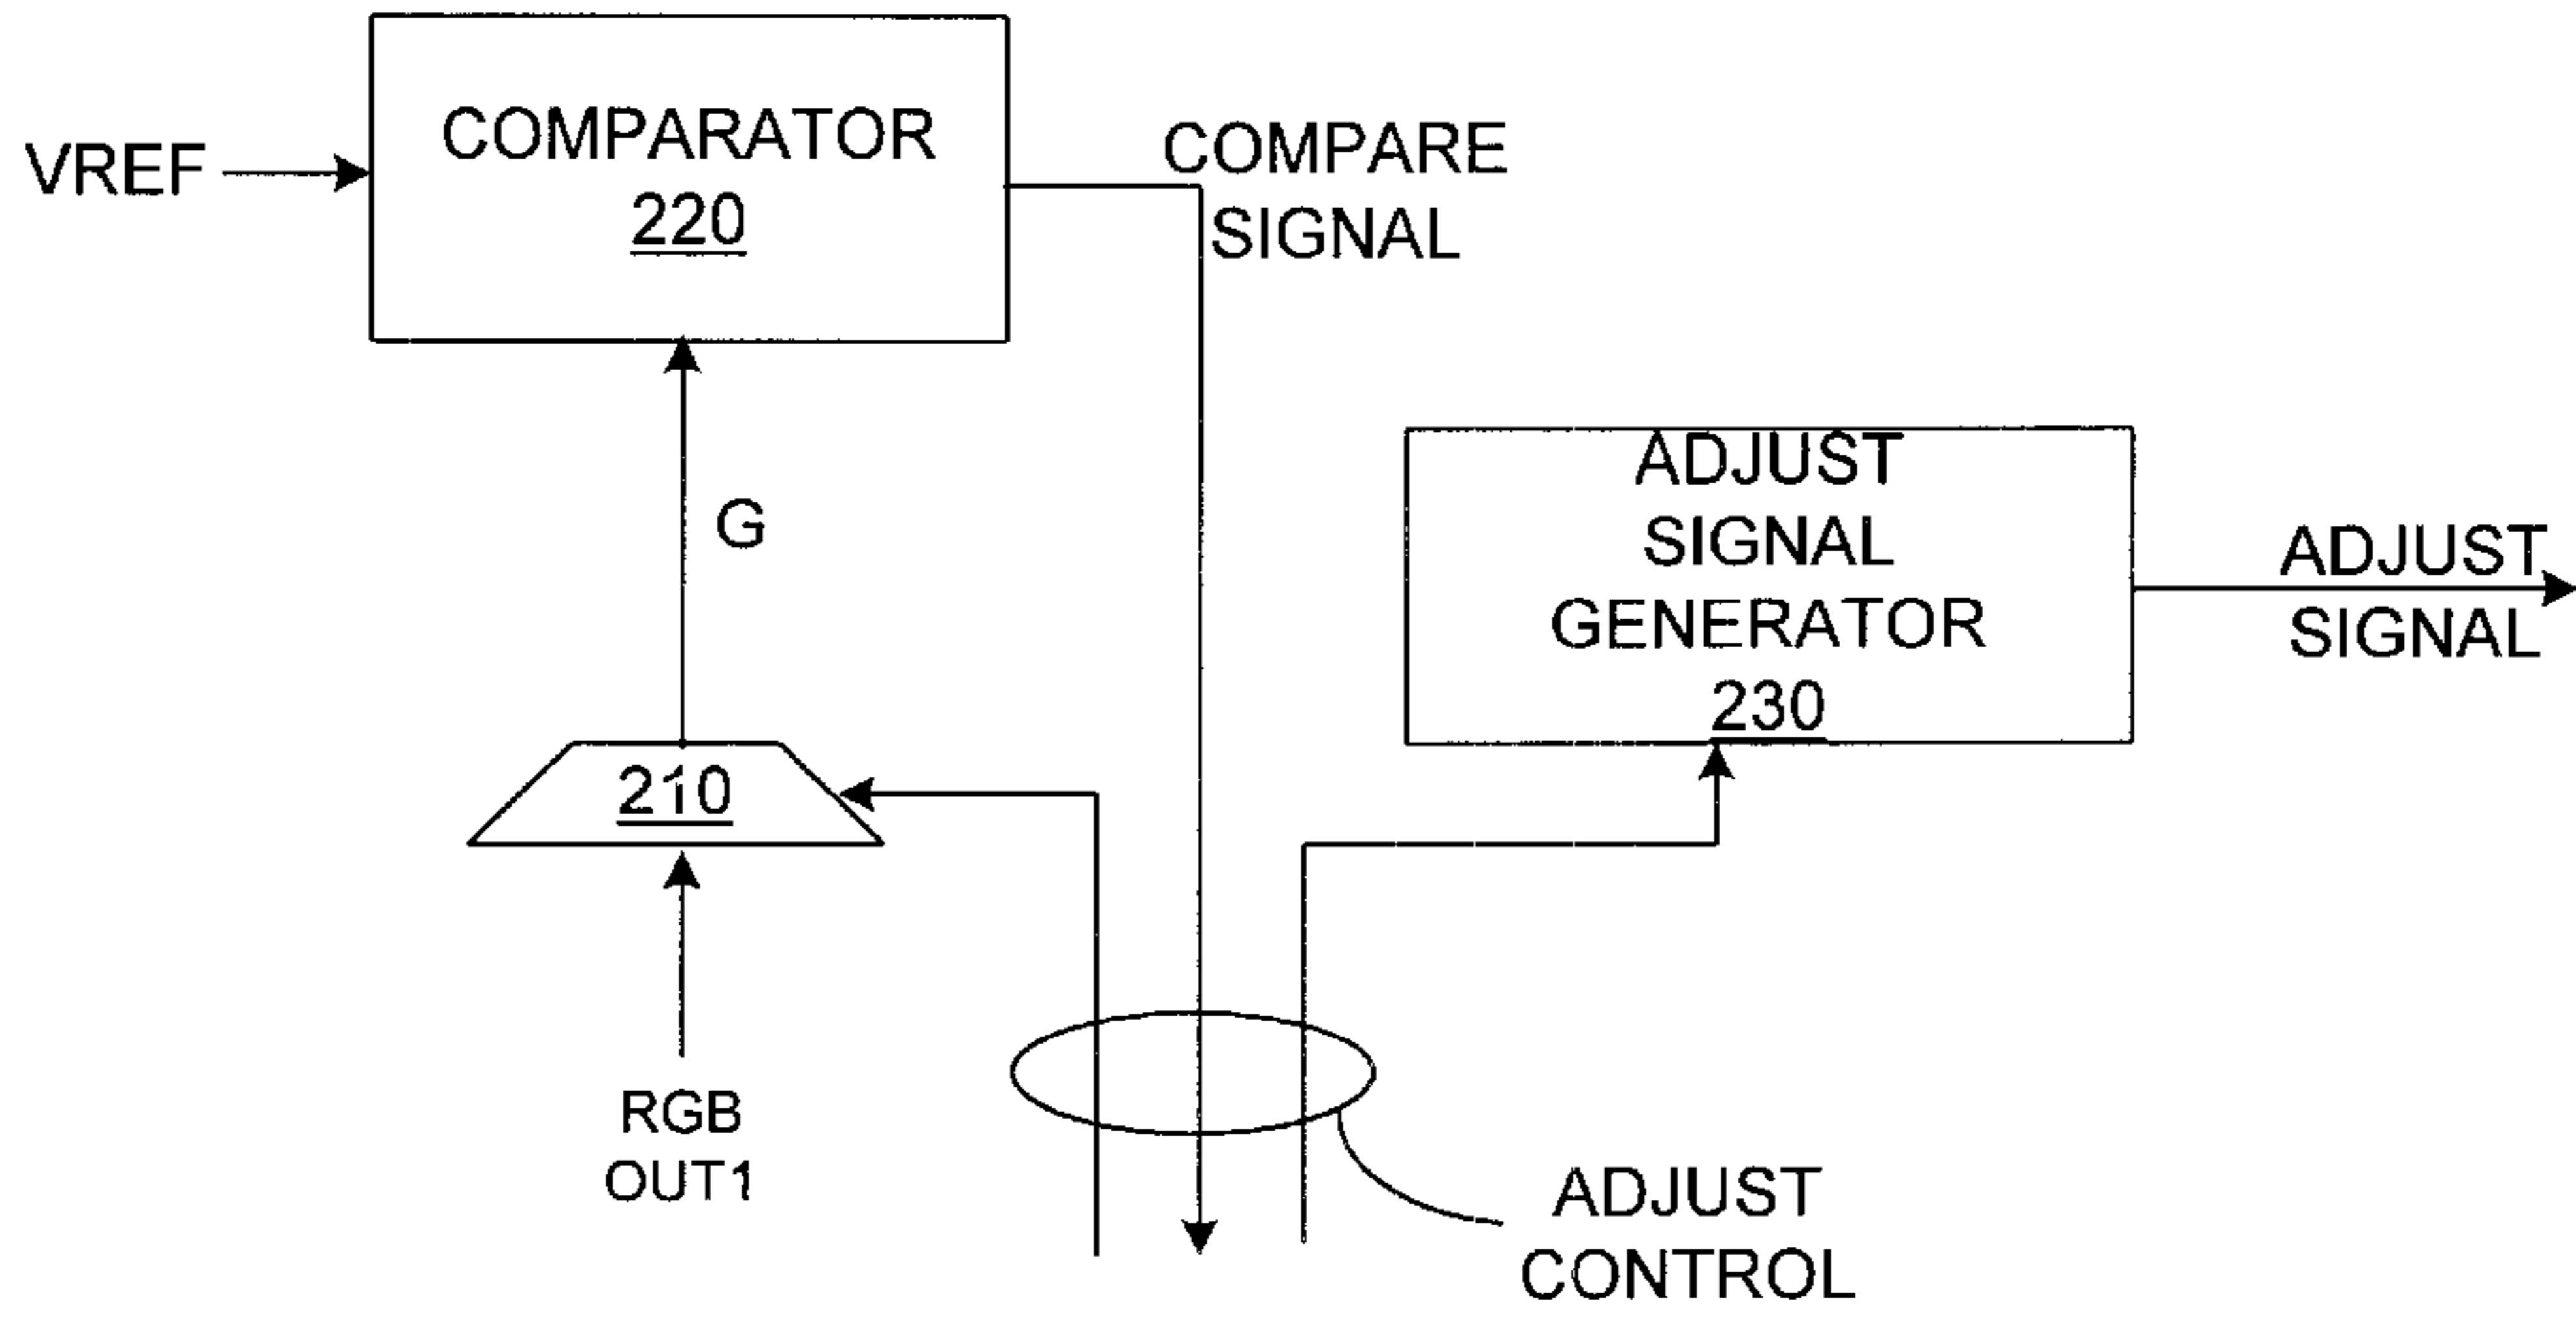 COMPARATOR
220
VREF
COMPARE
SIGNAL
G
ADJUST
SIGNAL
GENERATOR
230
ADJUST
SIGNAL
210
RGB
OUT1
ADJUST
CONTROL